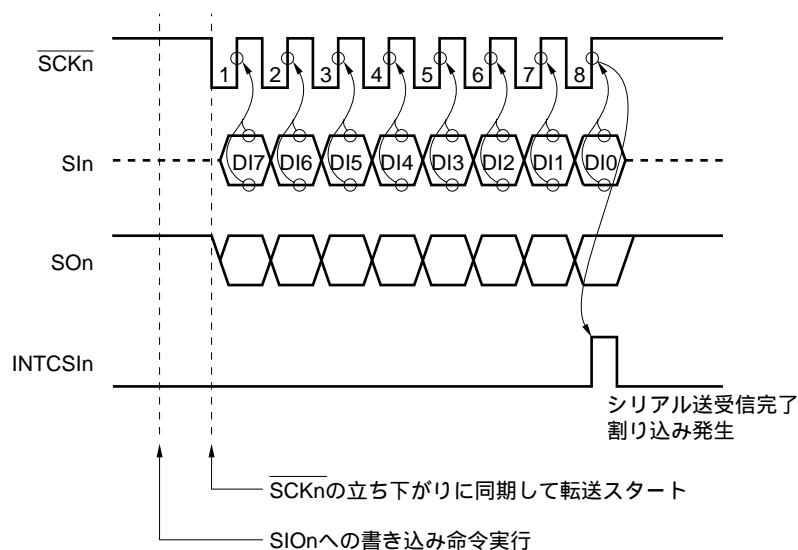 SCKn
1 2 3 4 5 6 7 8
SIn
DI7 DI6 DI5 DI4 DI3 DI2 DI1 DI0
SOn
INTCSIn
シリアル送受信完了
割り込み発生
SCKnの立ち下がりに同期して転送スタート
SIOnへの書き込み命令実行